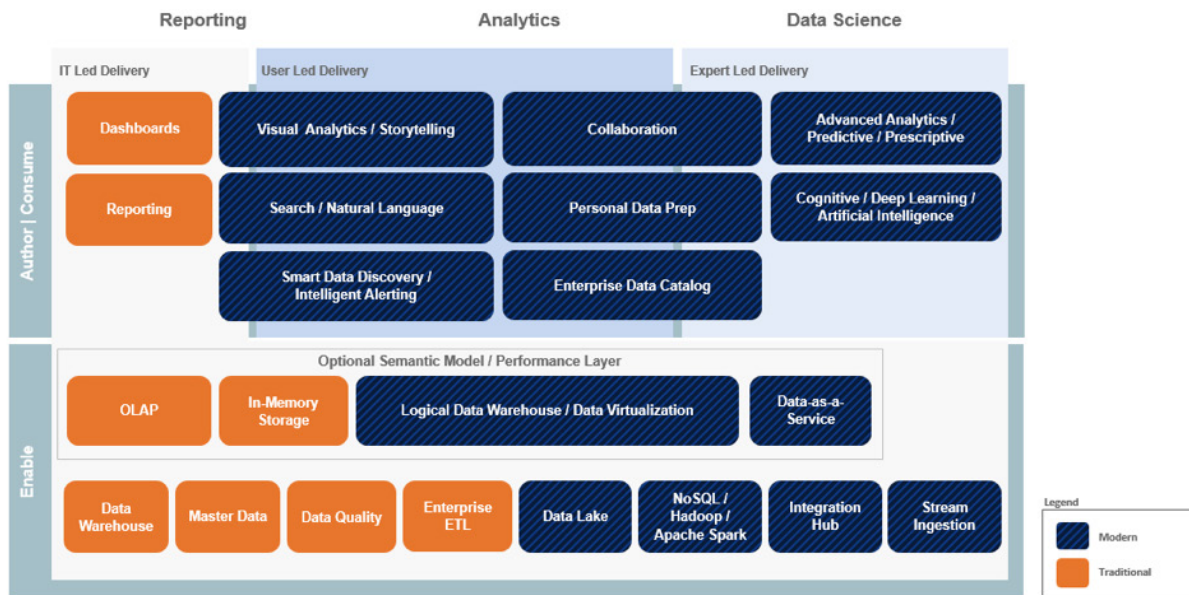 Reporting
Analytics
Data Science
IT Led Delivery
User Led Delivery
Expert Led Delivery
Author | Consume
Dashboards
Visual Analytics / Storytelling
Collaboration
Advanced Analytics /
Predictive / Prescriptive
Reporting
Search / Natural Language
Personal Data Prep
Cognitive / Deep Learning /
Artificial Intelligence
Smart Data Discovery /
Intelligent Alerting
Enterprise Data Catalog
Enable
Optional Semantic Model / Performance Layer
OLAP
In-Memory
Storage
Logical Data Warehouse / Data Virtualization
Data-as-a-
Service
Data
Warehouse
Master Data
Data Quality
Enterprise
ETL
Data Lake
NoSQL /
Hadoop /
Apache Spark
Integration
Hub
Stream
Ingestion
Legend
Modern
Traditional